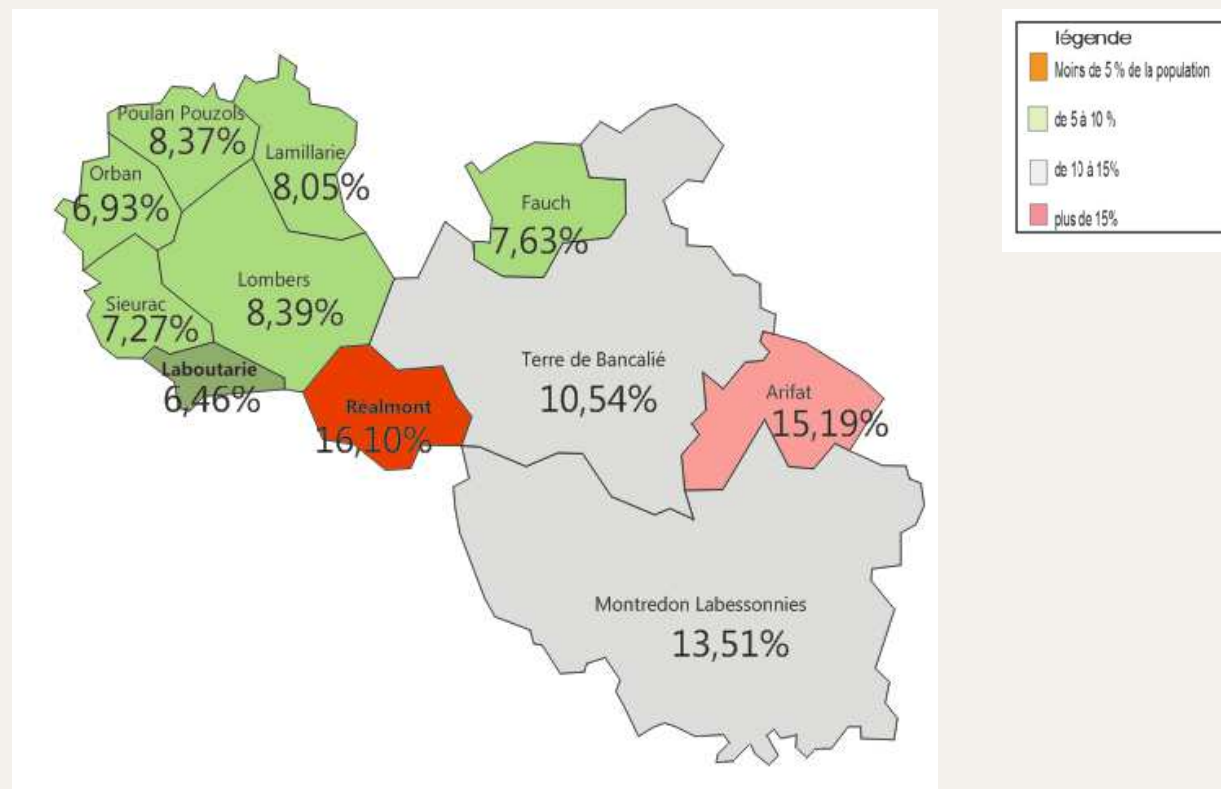 Poulan Pouzols
8,37%
Lamillarie
8,05%
Orban
6,93%
Fauch
7,63%
Lombers
8,39%
Sieurac
7,27%
Laboutarie
6,46%
Réalmont
16,10%
Terre de Bancalié
10,54%
Arifat
15,19%
Montredon Labessonnies
13,51%
légende
Moins de 5 % de la population
de 5 à 10 %
de 10 à 15%
plus de 15%